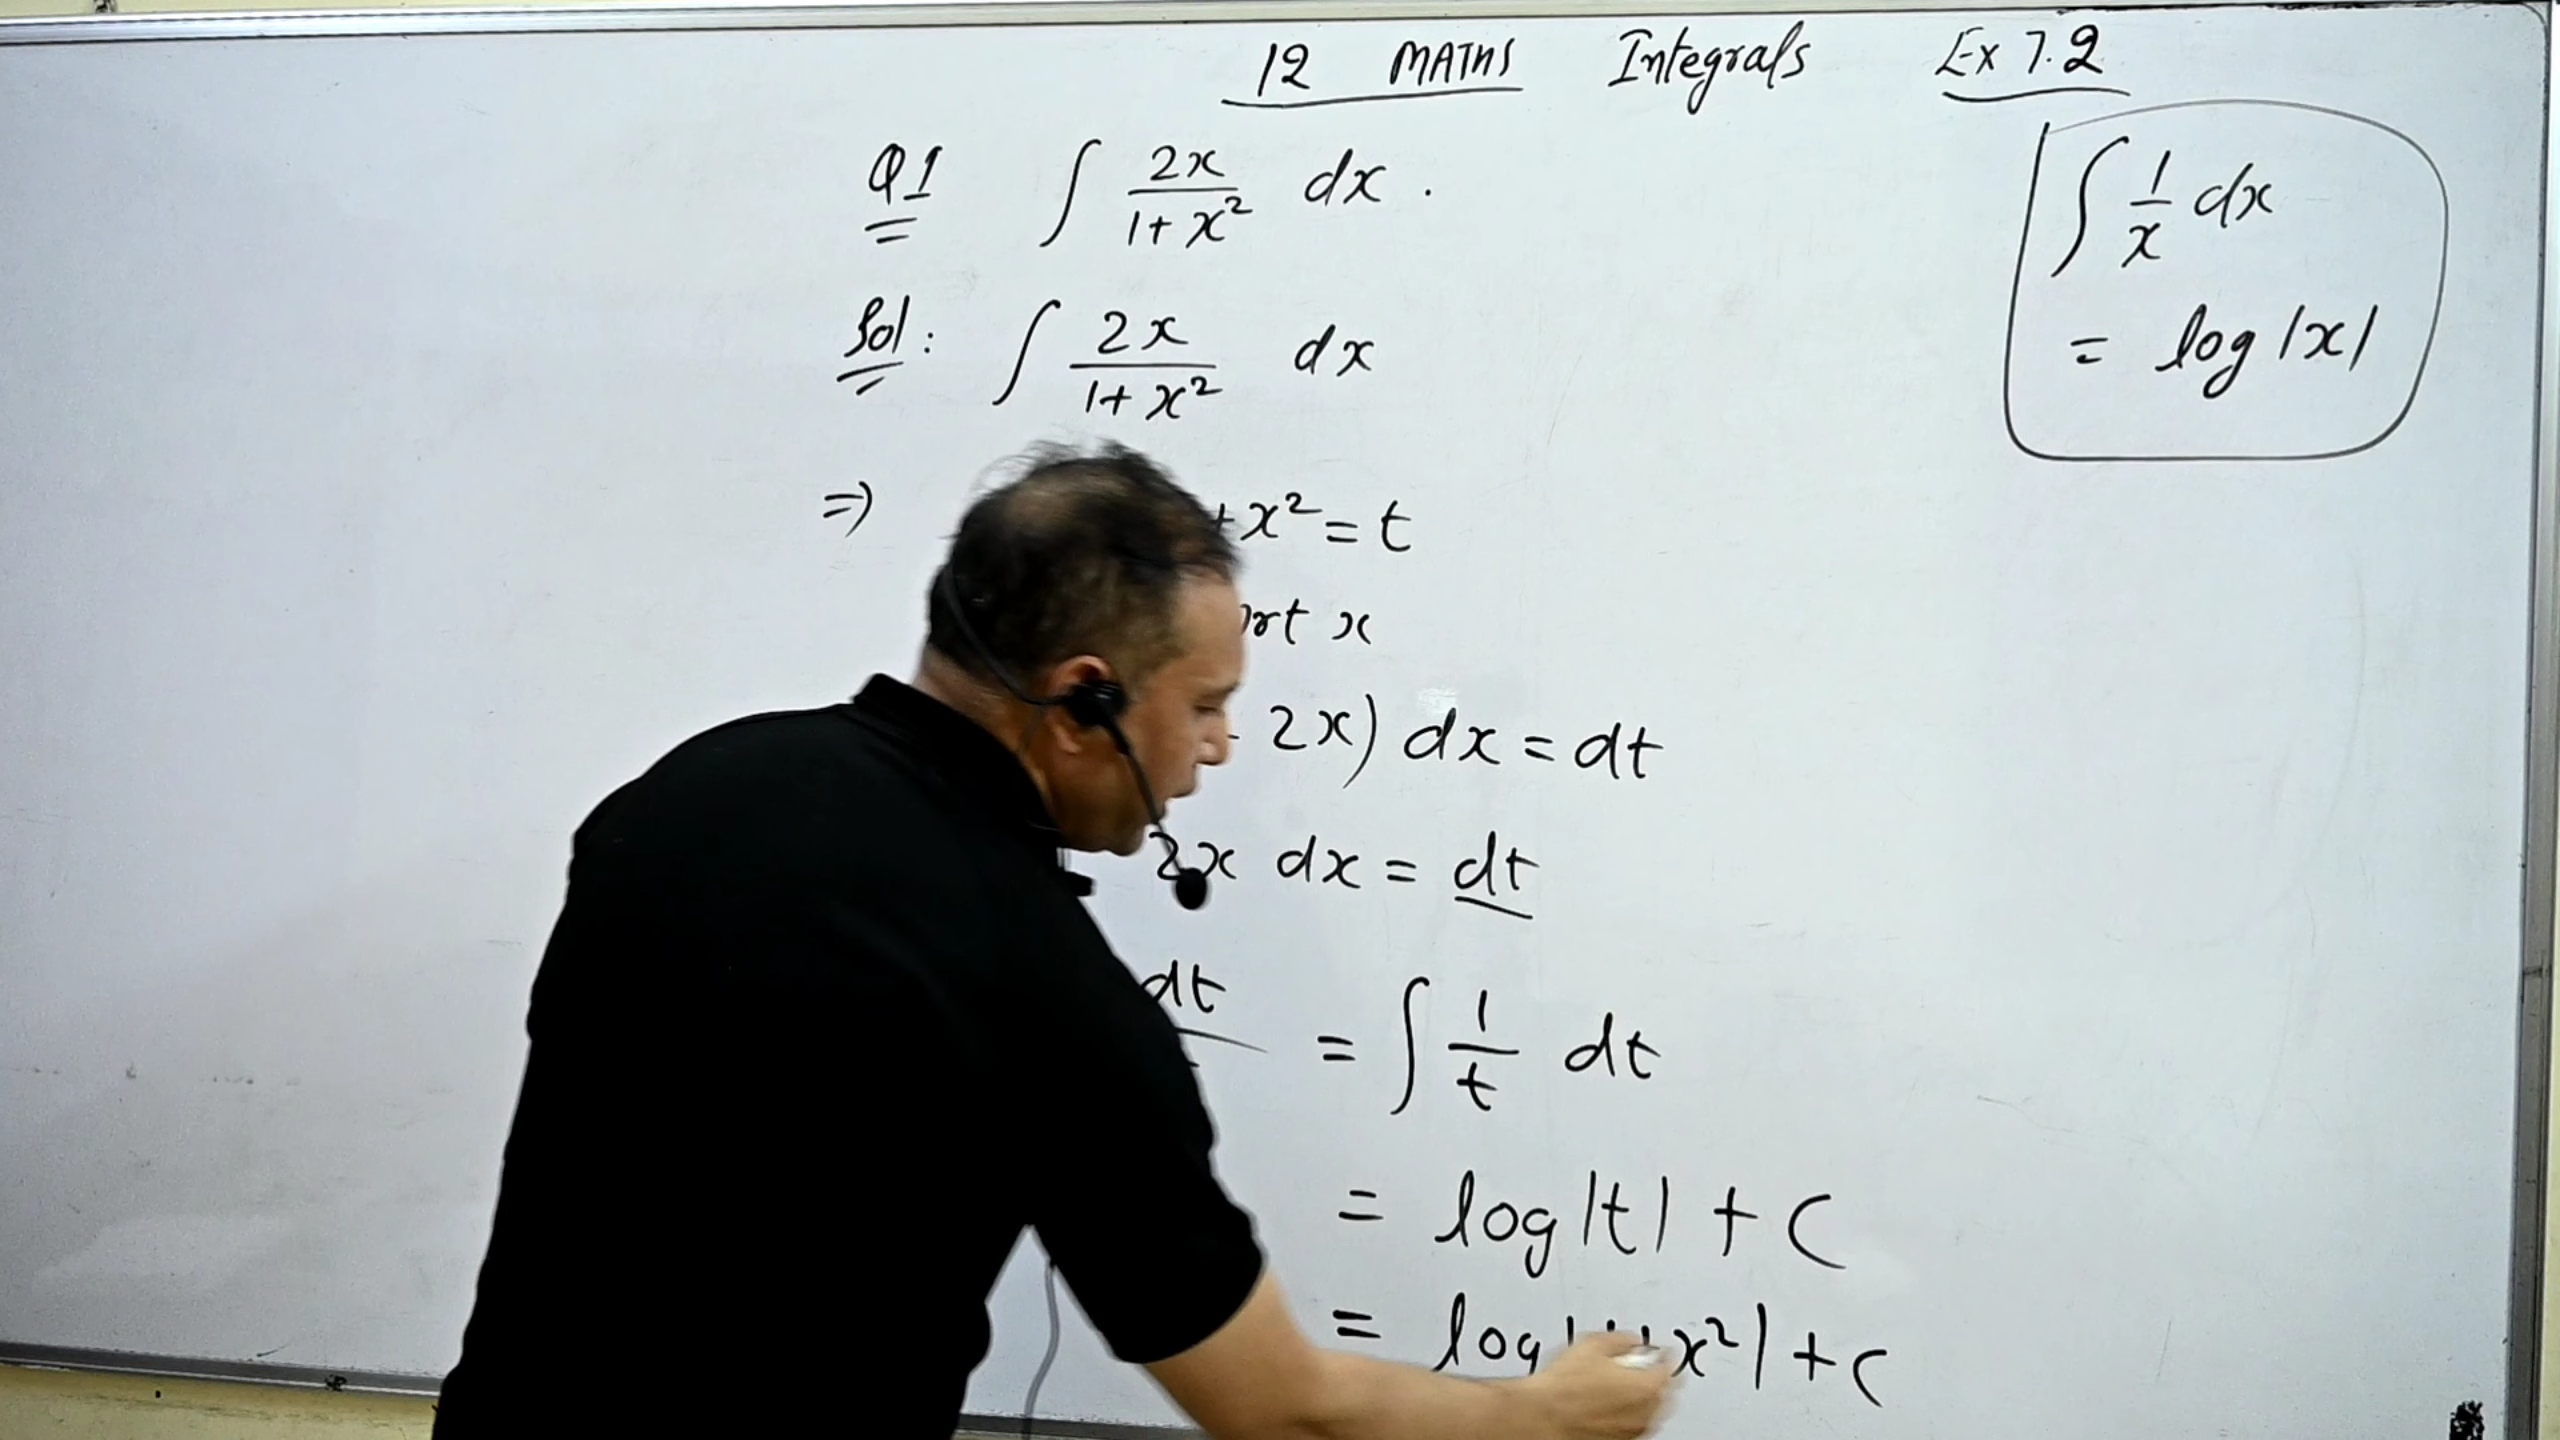 12 MATHS Integrals Ex 7.2
Q1 ∫ 2x/(1+x²) dx .
∫ 1/x dx
= log |x|
Sol: ∫ 2x/(1+x²) dx
⇒ +x² = t
x
2x) dx = dt
2x dx = dt
dt = ∫ 1/t dt
= log |t| + C
= log |1+x²| + C